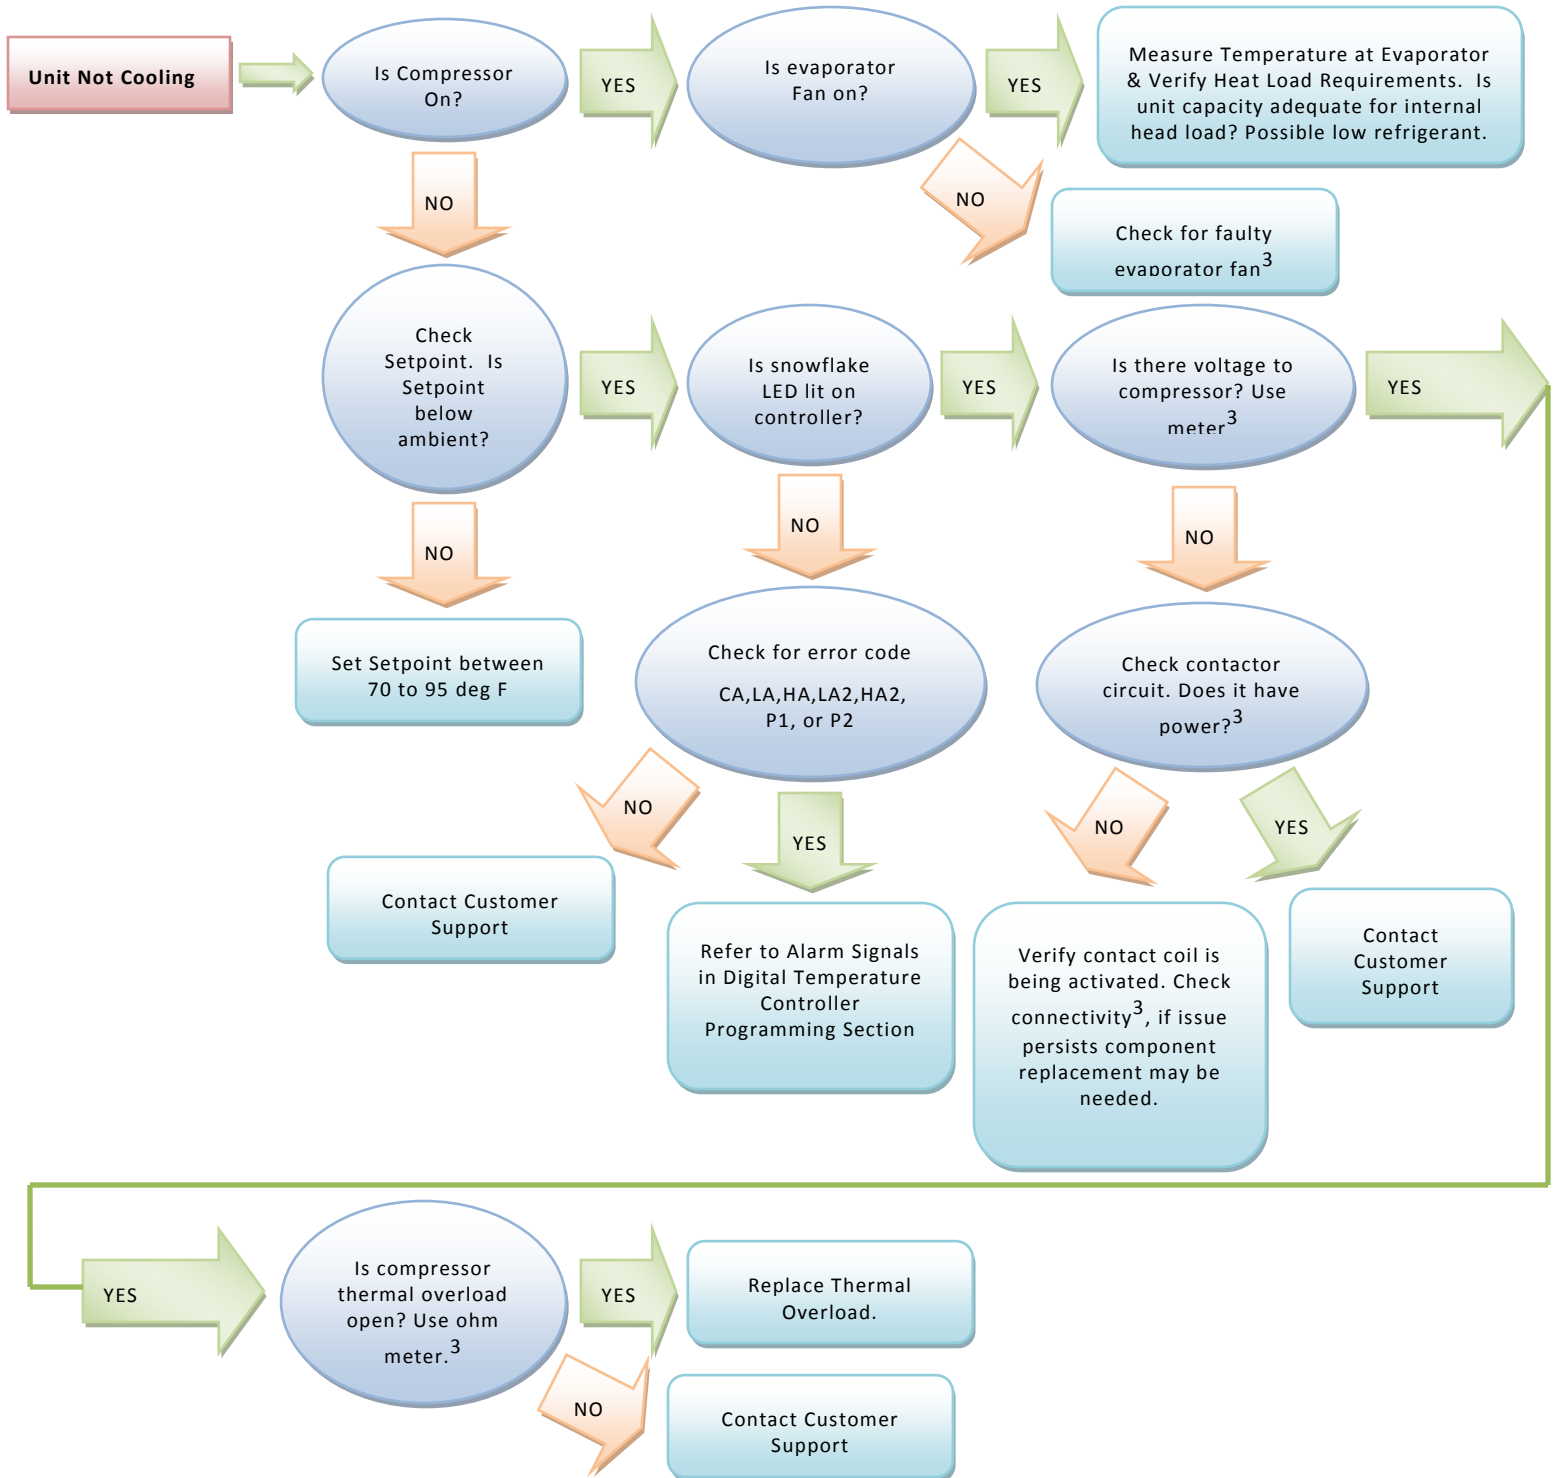 Unit Not Cooling
Is Compressor
On?
YES
Is evaporator
Fan on?
YES
Measure Temperature at Evaporator
& Verify Heat Load Requirements. Is
unit capacity adequate for internal
head load? Possible low refrigerant.
NO
NO
Check for faulty
evaporator fan3
Check
Setpoint. Is
Setpoint
below
ambient?
YES
Is snowflake
LED lit on
controller?
YES
Is there voltage to
compressor? Use
meter3
YES
NO
NO
NO
Set Setpoint between
70 to 95 deg F
Check for error code
CA,LA,HA,LA2,HA2,
P1, or P2
Check contactor
circuit. Does it have
power?3
NO
YES
NO
YES
Contact Customer
Support
Refer to Alarm Signals
in Digital Temperature
Controller
Programming Section
Verify contact coil is
being activated. Check
connectivity3, if issue
persists component
replacement may be
needed.
Contact
Customer
Support
YES
Is compressor
thermal overload
open? Use ohm
meter.3
YES
Replace Thermal
Overload.
NO
Contact Customer
Support